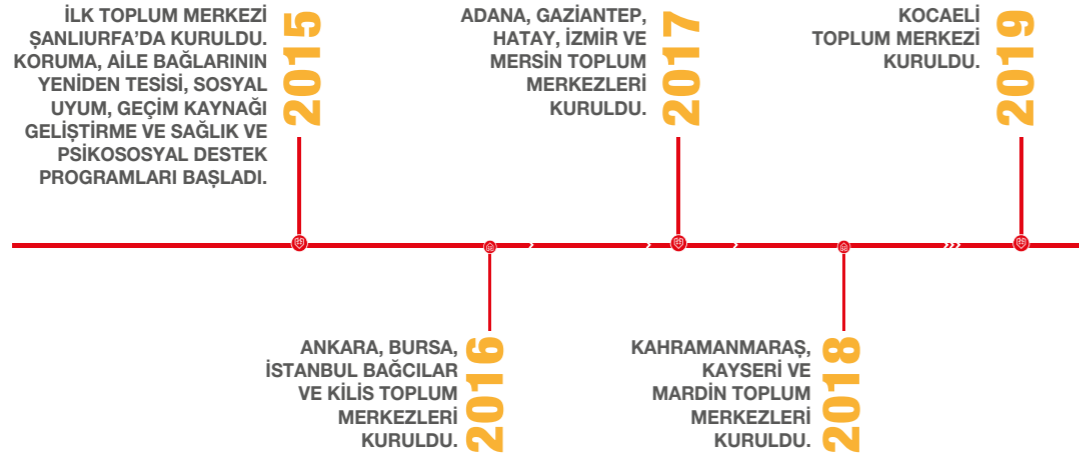 İLK TOPLUM MERKEZİ
ŞANLIURFA'DA KURULDU.
KORUMA, AİLE BAĞLARININ
YENİDEN TESİSİ, SOSYAL
UYUM, GEÇİM KAYNAĞI
GELİŞTİRME VE SAĞLIK VE
PSİKOSOSYAL DESTEK
PROGRAMLARI BAŞLADI.
2015
ANKARA, BURSA,
İSTANBUL BAĞCILAR
VE KİLİS TOPLUM
MERKEZLERİ
KURULDU.
2016
ADANA, GAZİANTEP,
HATAY, İZMİR VE
MERSİN TOPLUM
MERKEZLERİ
KURULDU.
2017
KAHRAMANMARAŞ,
KAYSERİ VE
MARDİN TOPLUM
MERKEZLERİ
KURULDU.
2018
KOCAELİ
TOPLUM MERKEZİ
KURULDU.
2019